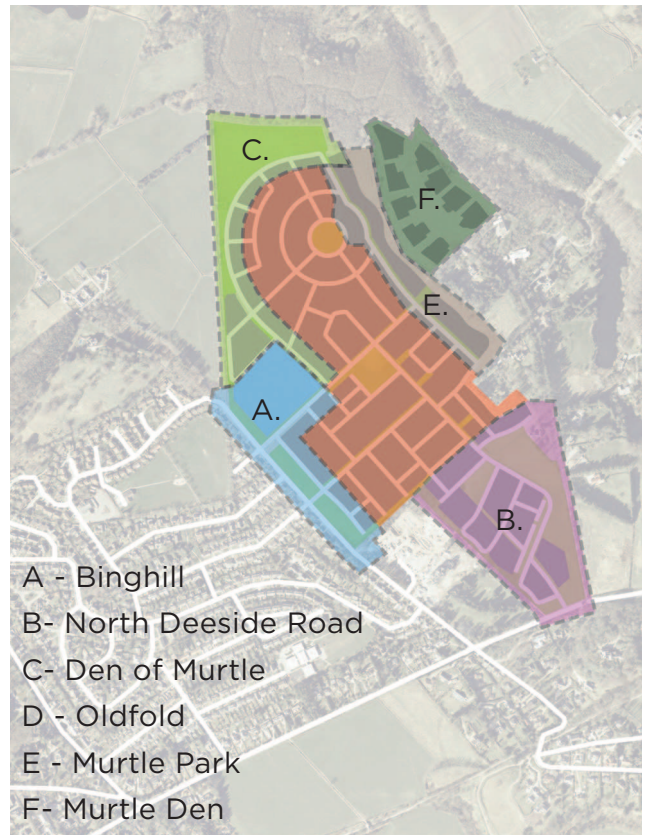 C.
F.
E.
A.
B.
A - Binghill
B- North Deeside Road
C- Den of Murtle
D - Oldfold
E - Murtle Park
F- Murtle Den